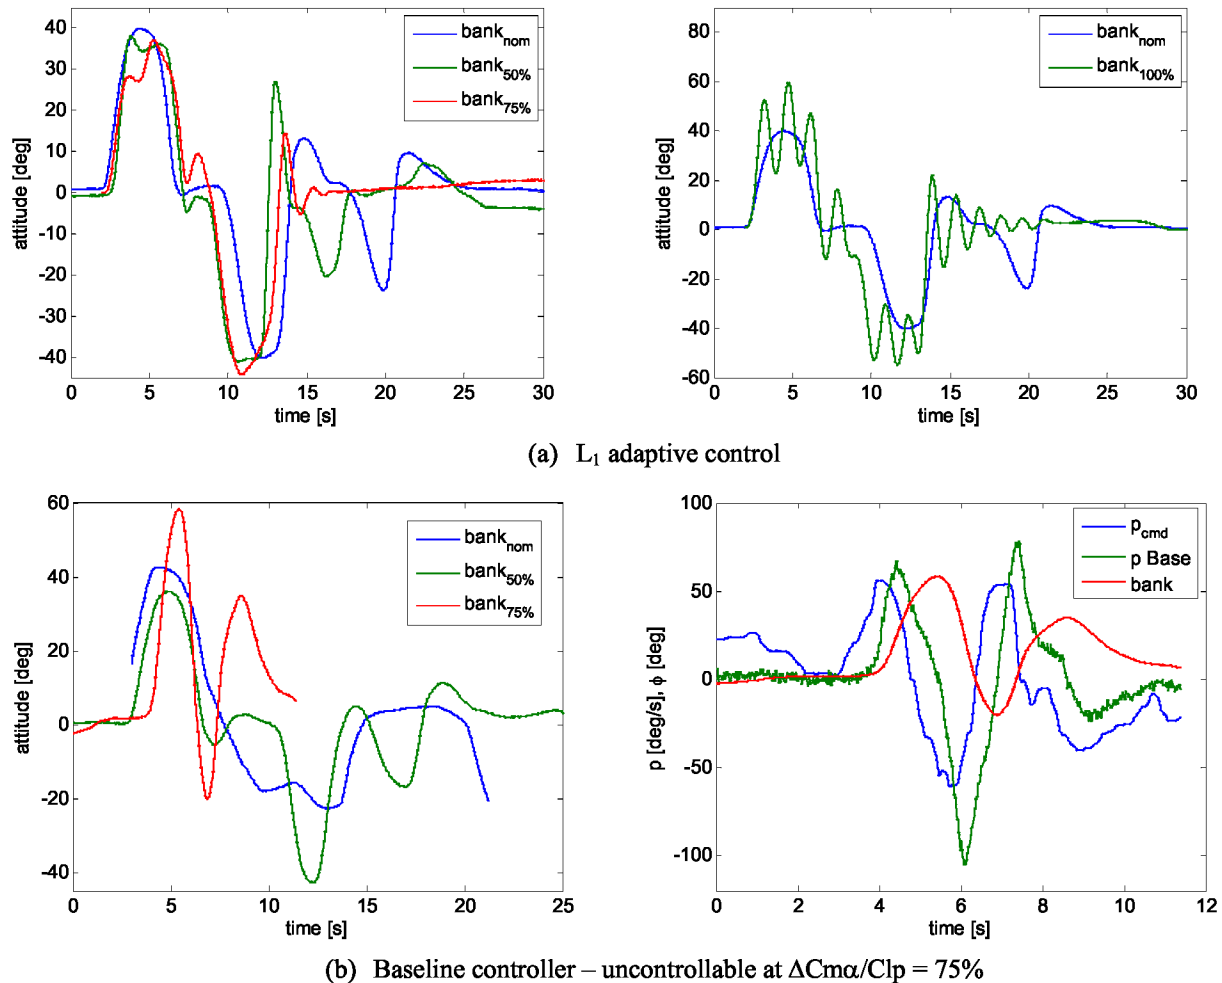 40
30
20
10
0
-10
-20
-30
-40
0 5 10 15 20 25 30
attitude [deg]
time [s]
bank_nom
bank_50%
bank_75%
80
60
40
20
0
-20
-40
-60
0 5 10 15 20 25 30
attitude [deg]
time [s]
bank_nom
bank_100%
(a) L₁ adaptive control
60
40
20
0
-20
-40
0 5 10 15 20 25
attitude [deg]
time [s]
bank_nom
bank_50%
bank_75%
100
50
0
-50
-100
0 2 4 6 8 10 12
p [deg/s], ϕ [deg]
time [s]
p_cmd
p Base
bank
(b) Baseline controller – uncontrollable at ΔCmα/Clp = 75%